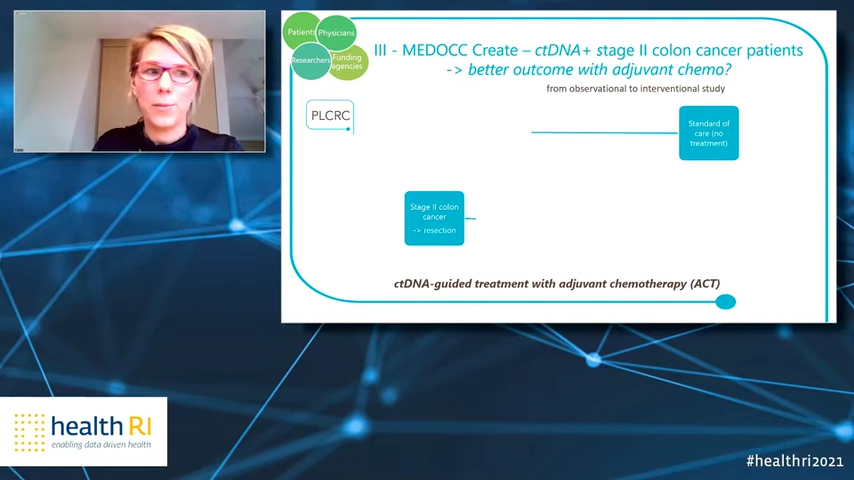 Patients
Physicians
Researchers
Funding
agencies
III - MEDOCC Create – ctDNA+ stage II colon cancer patients
-> better outcome with adjuvant chemo?
from observational to interventional study
PLCRC
Standard of
care (no
treatment)
Stage II colon
cancer
-> resection
ctDNA-guided treatment with adjuvant chemotherapy (ACT)
health RI
enabling data driven health
#healthri2021